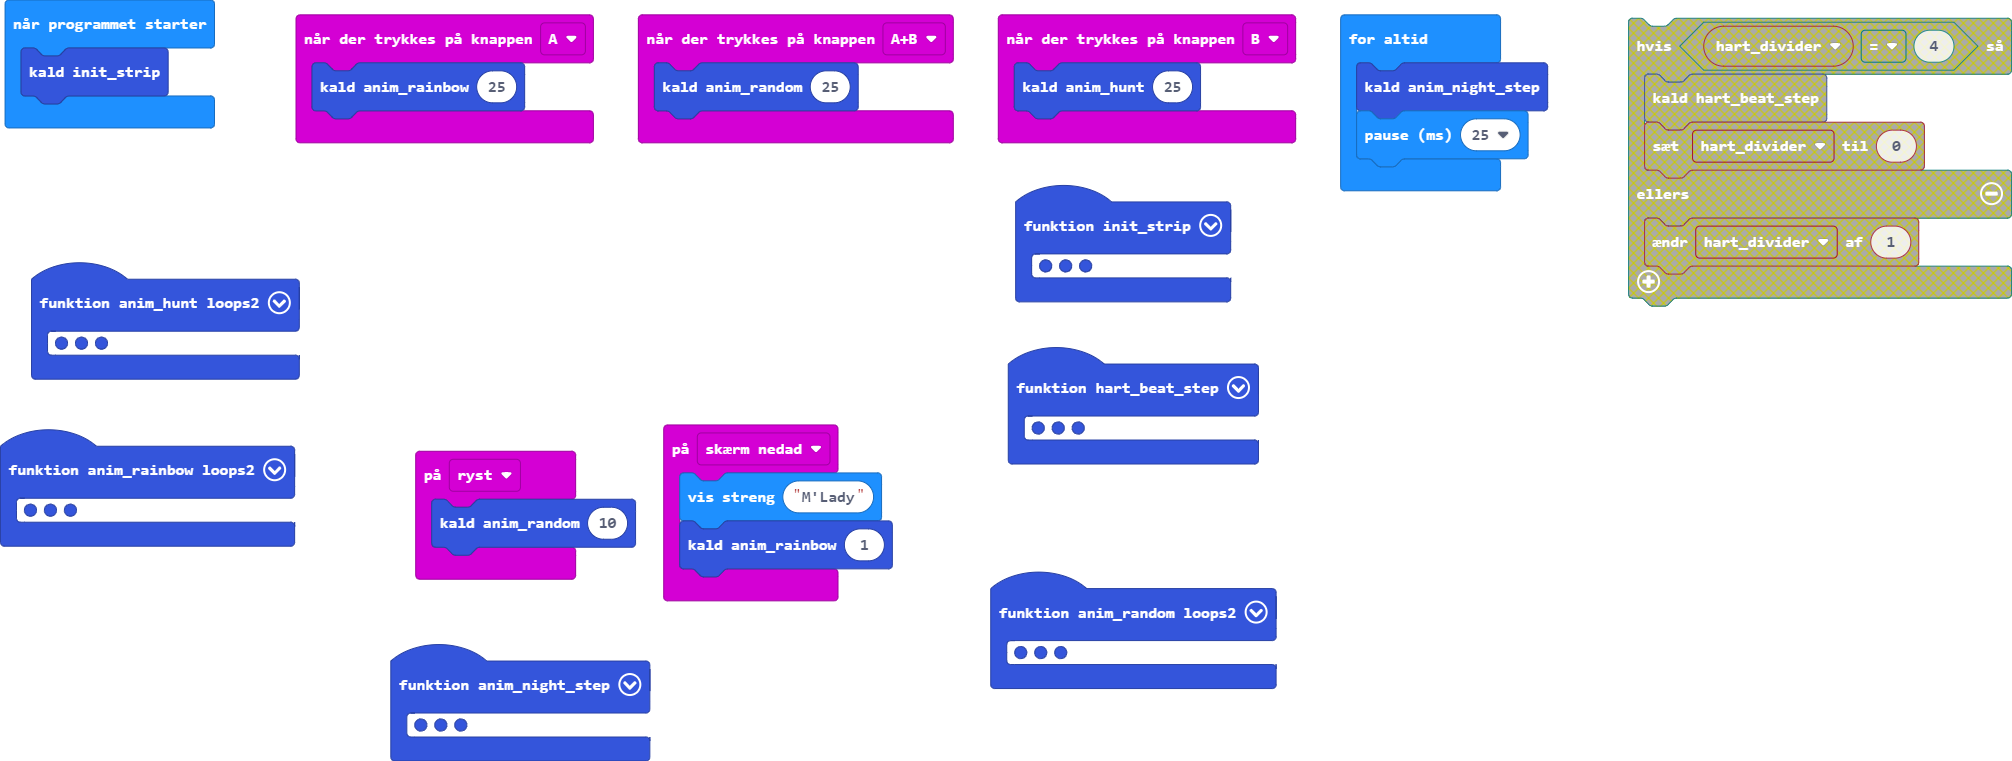 når programmet starter
kald init_strip
når der trykkes på knappen A
kald anim_rainbow 25
når der trykkes på knappen A+B
kald anim_random 25
når der trykkes på knappen B
kald anim_hunt 25
for altid
kald anim_night_step
pause (ms) 25
hvis hart_divider = 4 så
kald hart_beat_step
sæt hart_divider til 0
ellers
ændr hart_divider af 1
funktion init_strip
funktion anim_hunt loops2
funktion hart_beat_step
funktion anim_rainbow loops2
på ryst
kald anim_random 10
på skærm nedad
vis streng "M'Lady"
kald anim_rainbow 1
funktion anim_random loops2
funktion anim_night_step